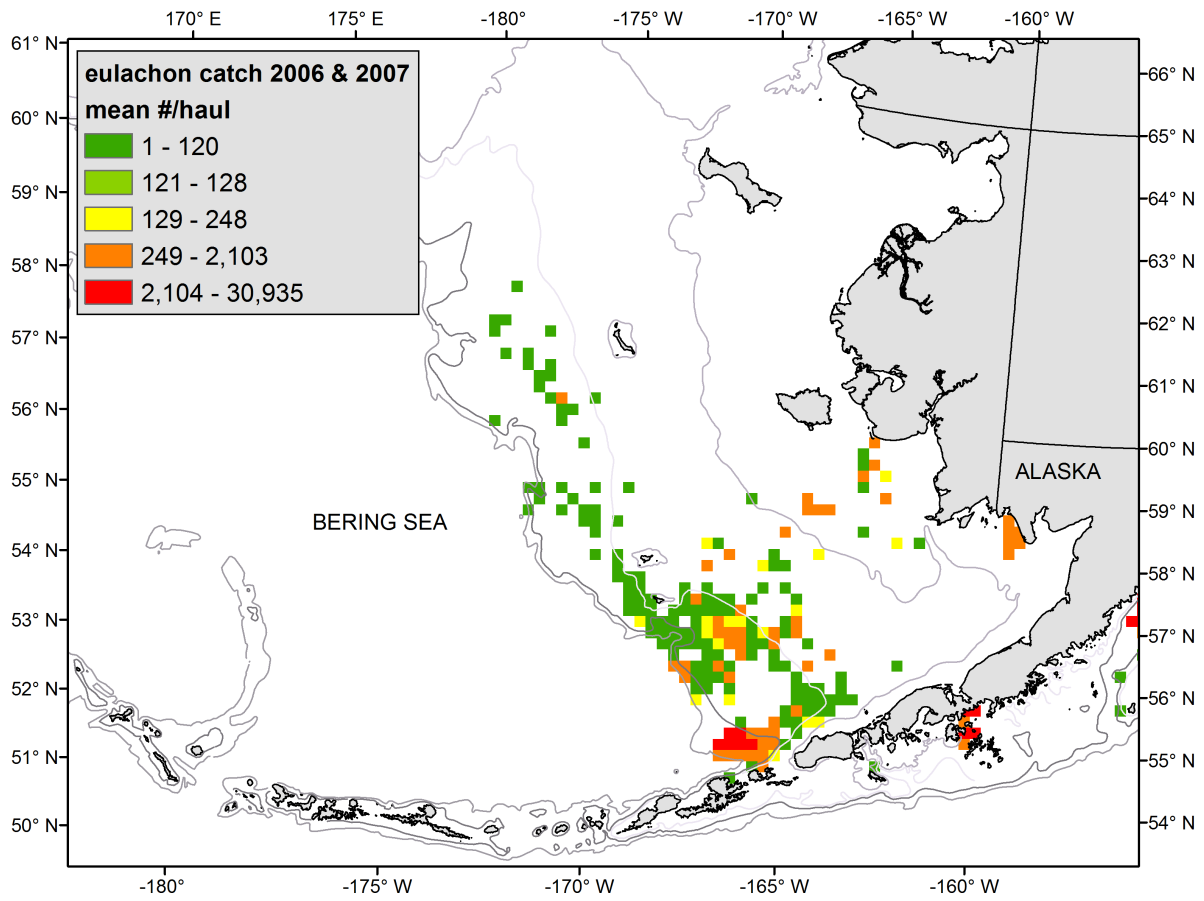 170° E 175° E -180° -175° W -170° W -165° W -160° W
61° N
60° N
59° N
58° N
57° N
56° N
55° N
54° N
53° N
52° N
51° N
50° N
eulachon catch 2006 & 2007
mean #/haul
1 - 120
121 - 128
129 - 248
249 - 2,103
2,104 - 30,935
BERING SEA
ALASKA
66° N
65° N
64° N
63° N
62° N
61° N
60° N
59° N
58° N
57° N
56° N
55° N
54° N
-180° -175° W -170° W -165° W -160° W